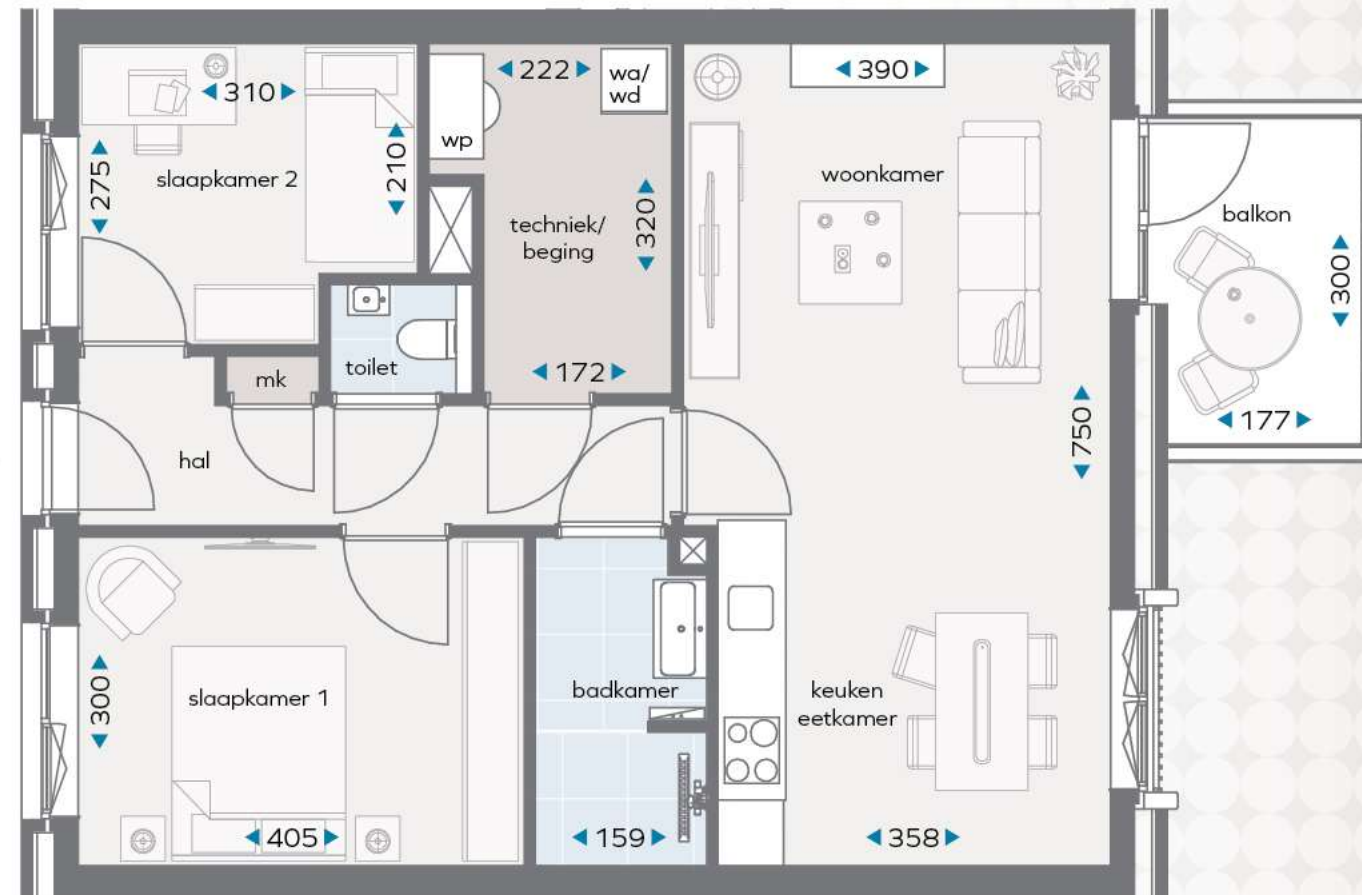 222
wa/
wd
390
310
wp
275
slaapkamer 2
210
woonkamer
techniek/
beging
320
balkon
300
toilet
mk
172
177
750
hal
300
slaapkamer 1
badkamer
keuken
eetkamer
405
159
358